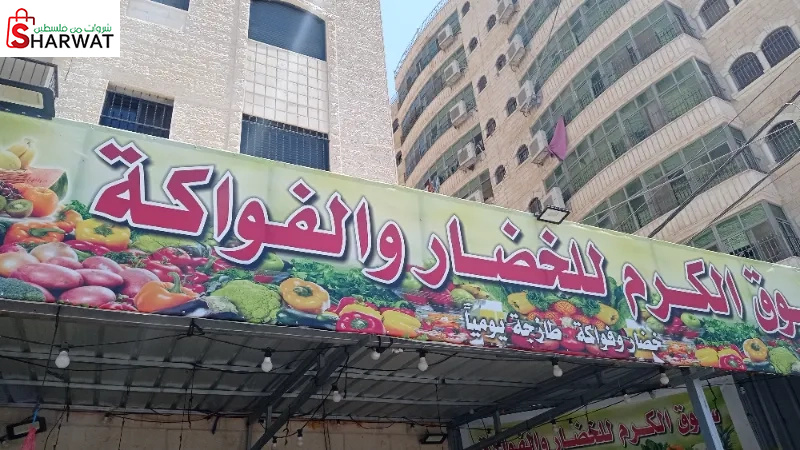 شروات من فلسطين
SHARWAT
سوق الكرم للخضار والفواكة
خضار وفواكة طازجة يومياً
سوق الكرم للخضار والفواكة